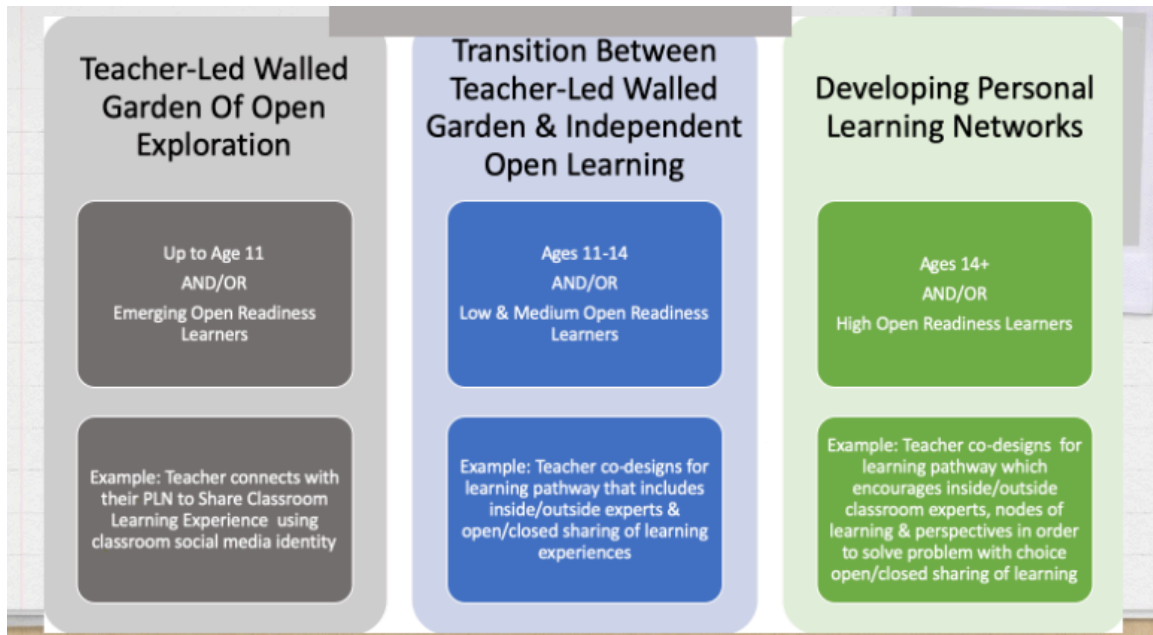 Teacher-Led Walled
Garden Of Open
Exploration
Up to Age 11
AND/OR
Emerging Open Readiness
Learners
Example: Teacher connects with
their PLN to Share Classroom
Learning Experience using
classroom social media identity
Transition Between
Teacher-Led Walled
Garden & Independent
Open Learning
Ages 11-14
AND/OR
Low & Medium Open Readiness
Learners
Example: Teacher co-designs for
learning pathway that includes
inside/outside experts &
open/closed sharing of learning
experiences
Developing Personal
Learning Networks
Ages 14+
AND/OR
High Open Readiness Learners
Example: Teacher co-designs for
learning pathway which
encourages inside/outside
classroom experts, nodes of
learning & perspectives in order
to solve problem with choice
open/closed sharing of learning